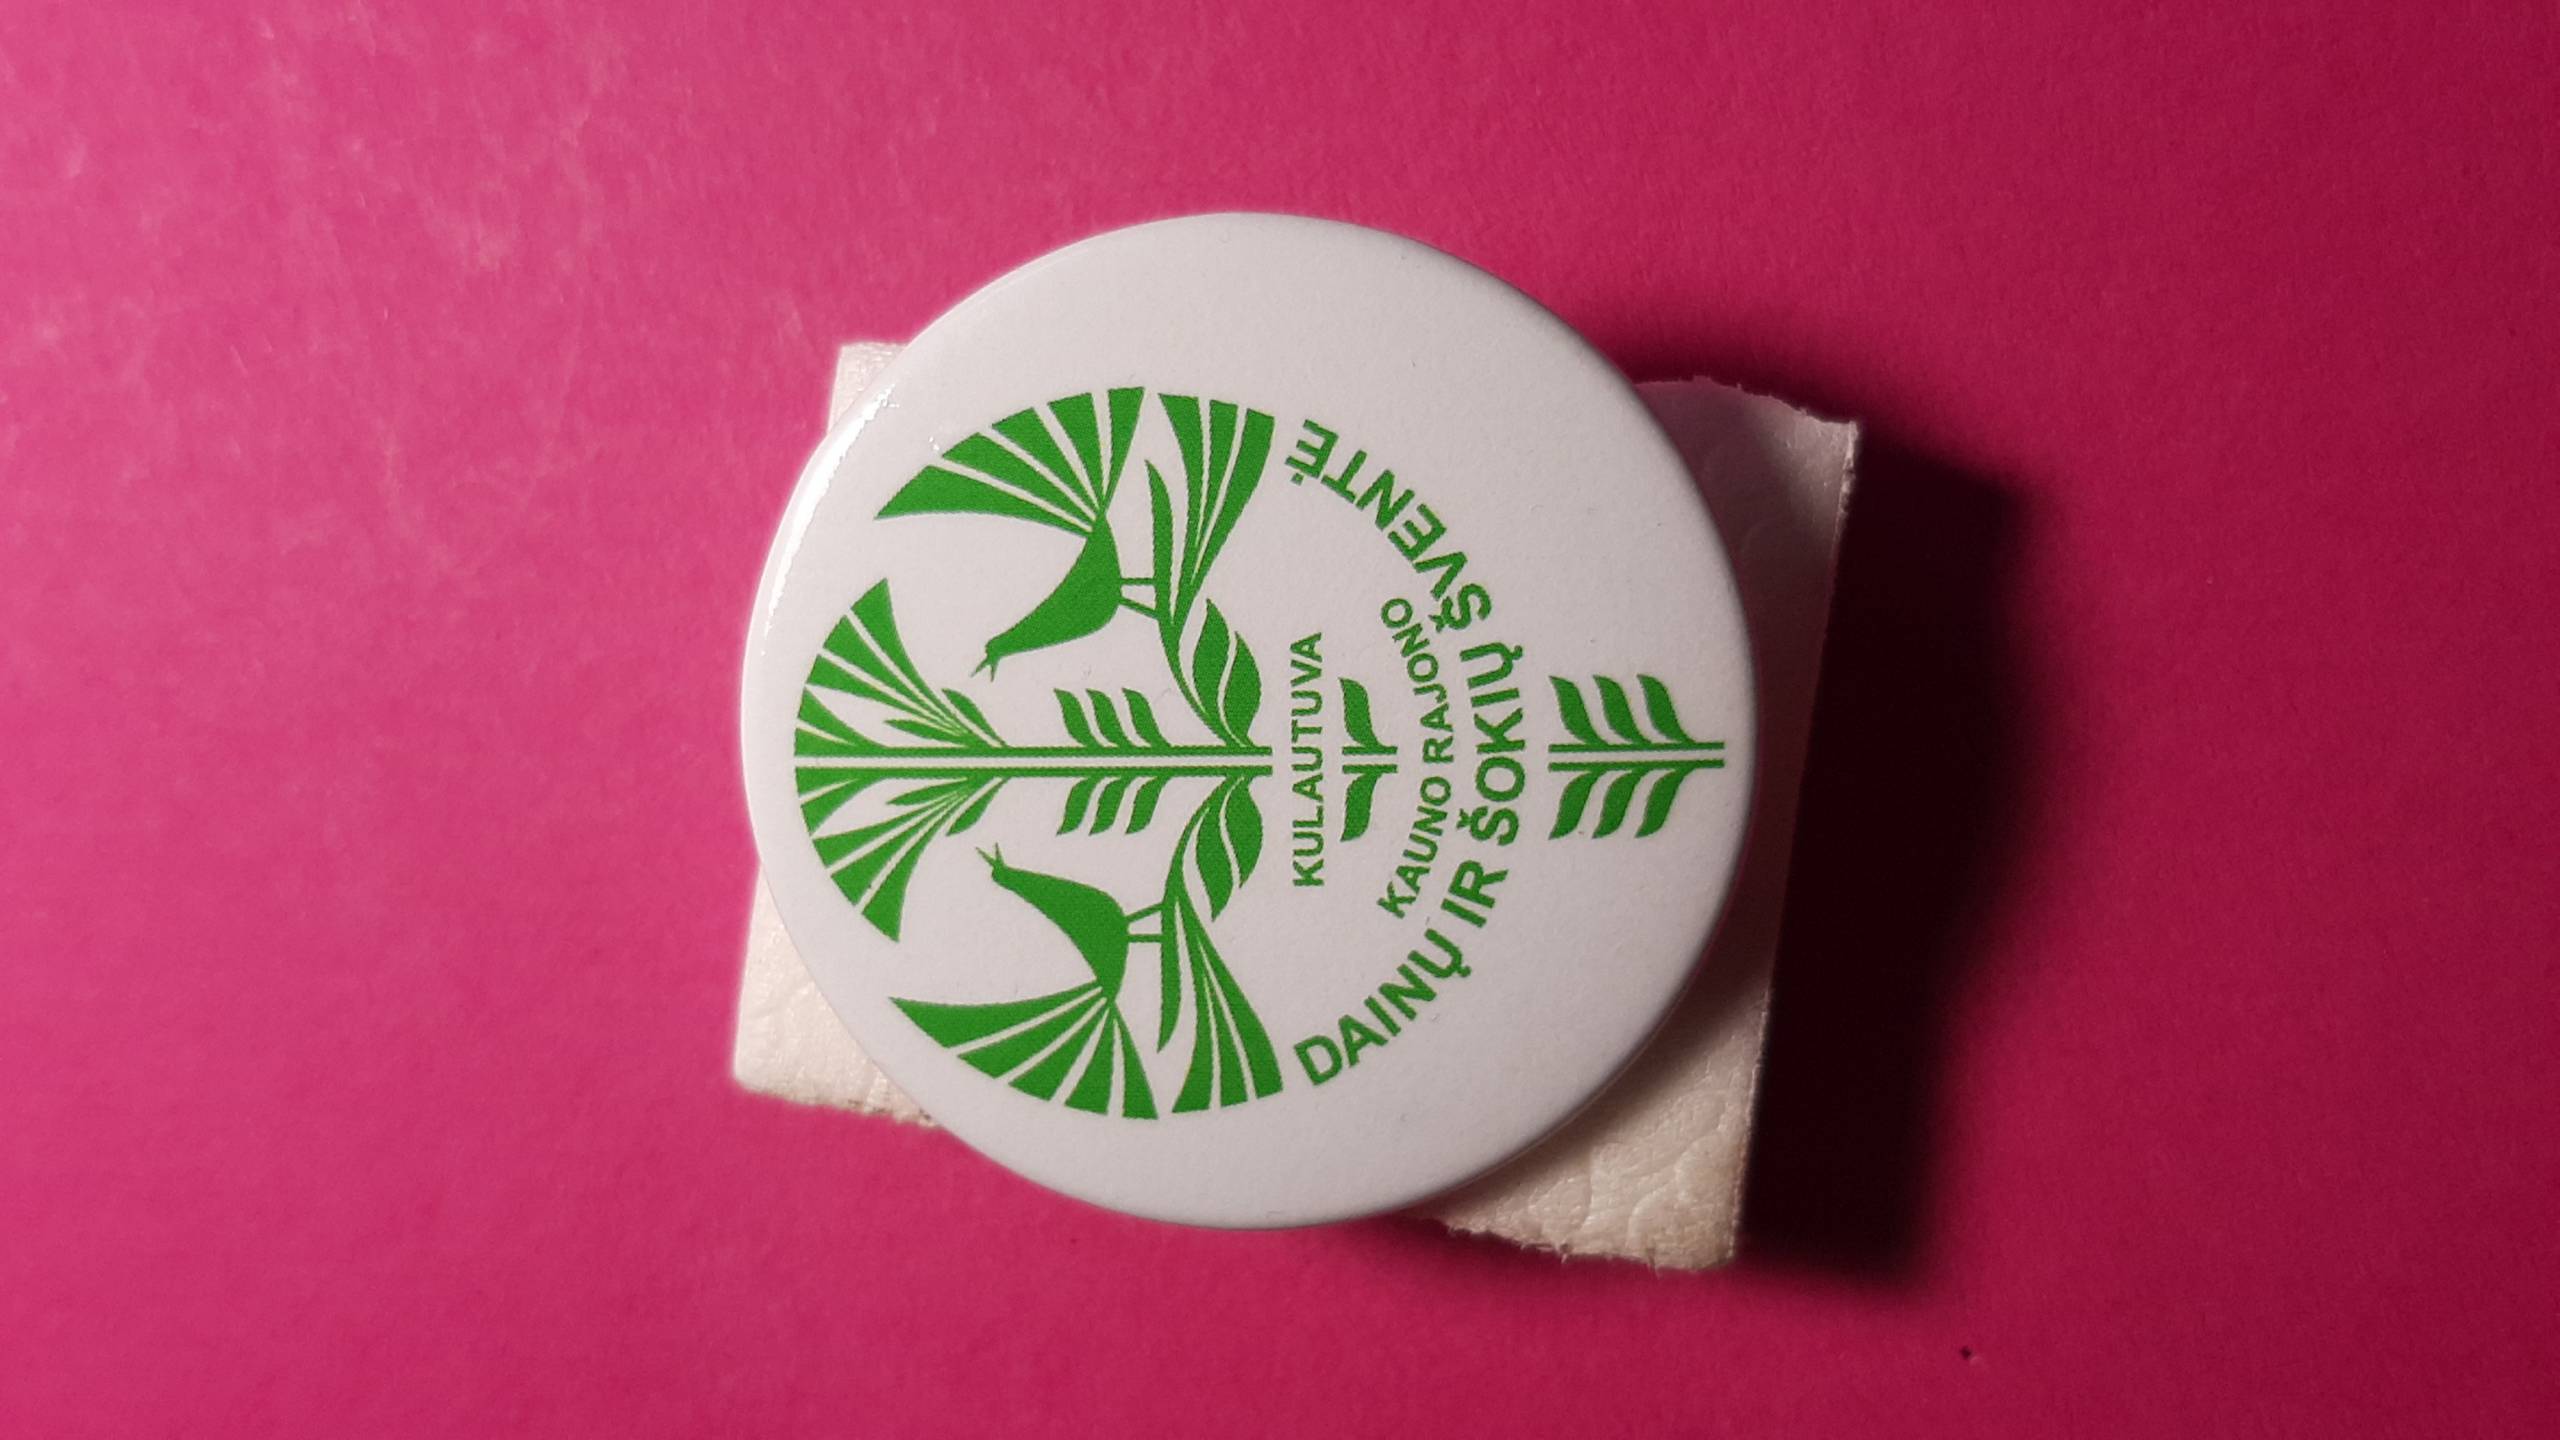 KULAUTUVA
KAUNO RAJONO
DAINŲ IR ŠOKIŲ ŠVENTĖ